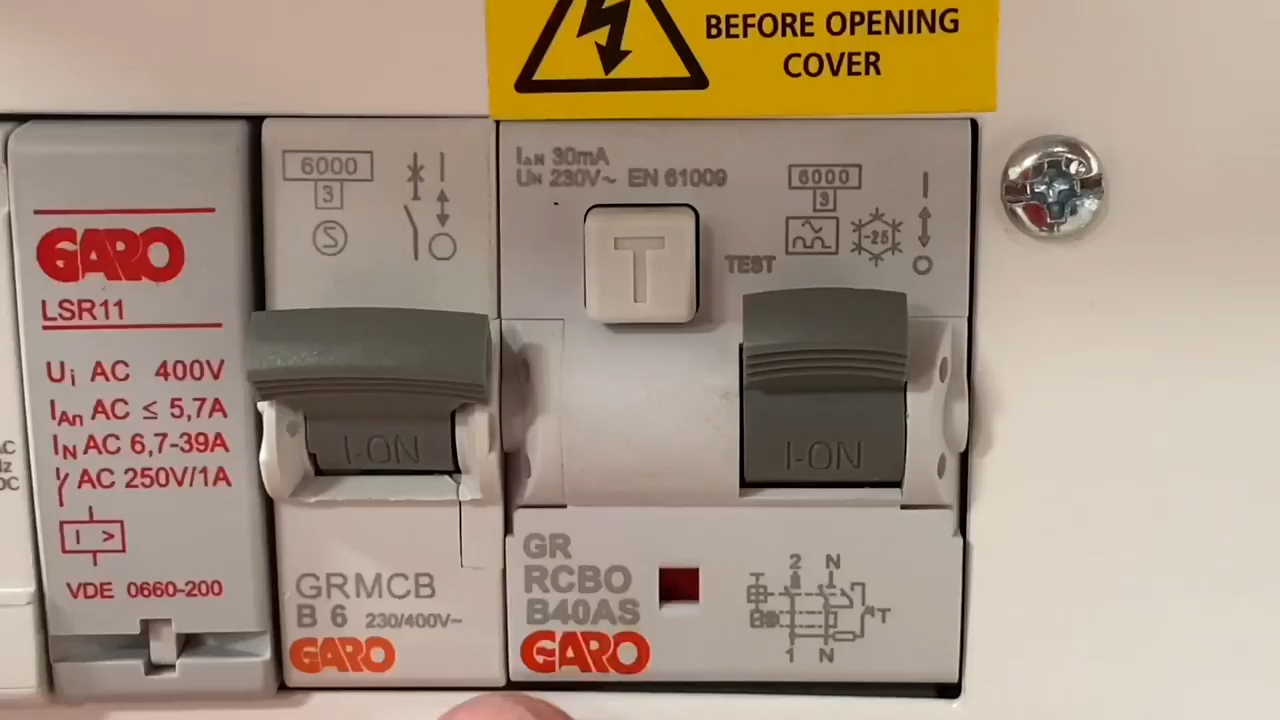 BEFORE OPENING
COVER
GARO
LSR11
Ui AC 400V
IAn AC ≤ 5,7A
IN AC 6,7-39A
AC 250V/1A
I >
VDE 0660-200
6000
3
I-ON
GRMCB
B 6 230/400V~
GARO
IΔN 30mA
UN 230V~ EN 61009
T
TEST
6000
3
-25
I-ON
GR
RCBO
B40AS
GARO
2 N
T
1 N